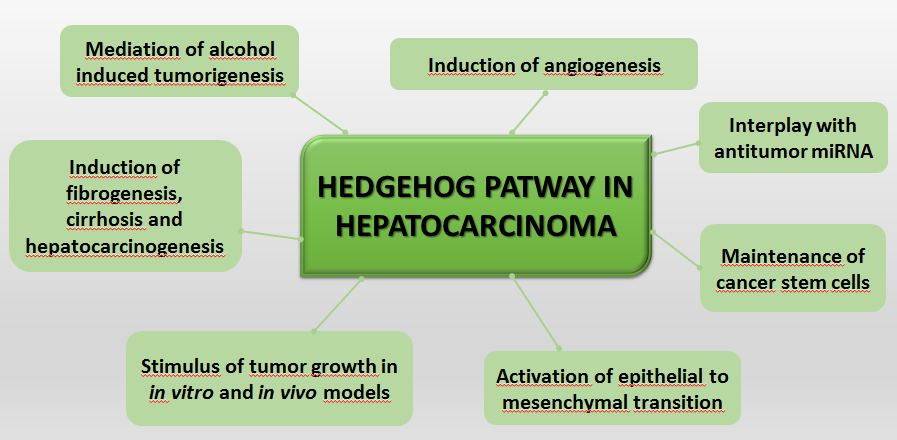 Mediation of alcohol
induced tumorigenesis
Induction of angiogenesis
Interplay with
antitumor miRNA
Induction of
fibrogenesis,
cirrhosis and
hepatocarcinogenesis
HEDGEHOG PATWAY IN
HEPATOCARCINOMA
Maintenance of
cancer stem cells
Stimulus of tumor growth in
in vitro and in vivo models
Activation of epithelial to
mesenchymal transition